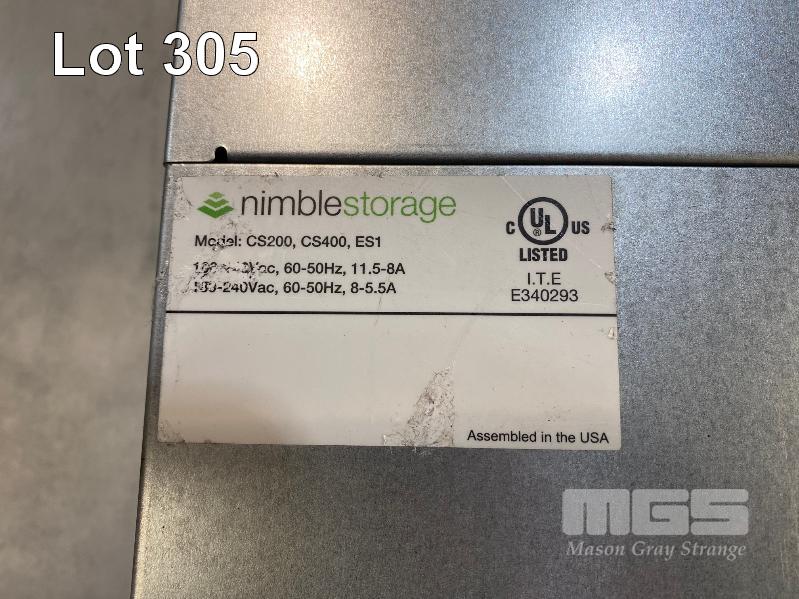 Lot 305
nimblestorage
Model: CS200, CS400, ES1
60-50Hz, 11.5-8A
60-50Hz, 8-5.5A
C UL ® US
LISTED
I.T.E
E340293
Assembled in the USA
MGS
Mason Gray Strange